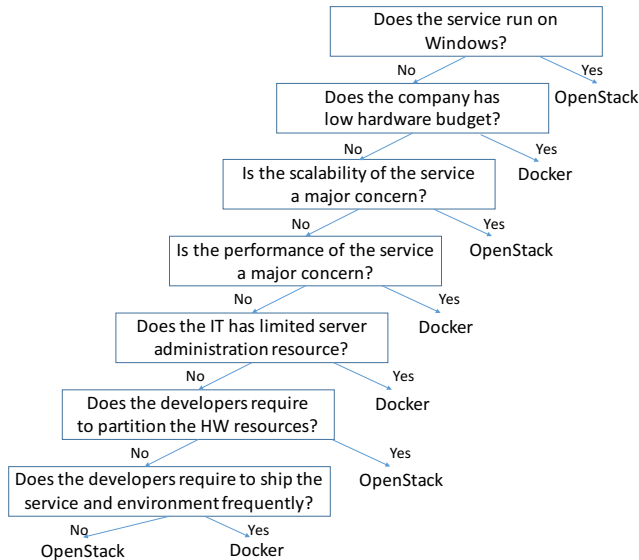 Does the service run on
Windows?
No
Yes
OpenStack
Does the company has
low hardware budget?
No
Yes
Docker
Is the scalability of the service
a major concern?
No
Yes
OpenStack
Is the performance of the service
a major concern?
No
Yes
Docker
Does the IT has limited server
administration resource?
No
Yes
Docker
Does the developers require
to partition the HW resources?
No
Yes
OpenStack
Does the developers require to ship the
service and environment frequently?
No
Yes
OpenStack
Docker